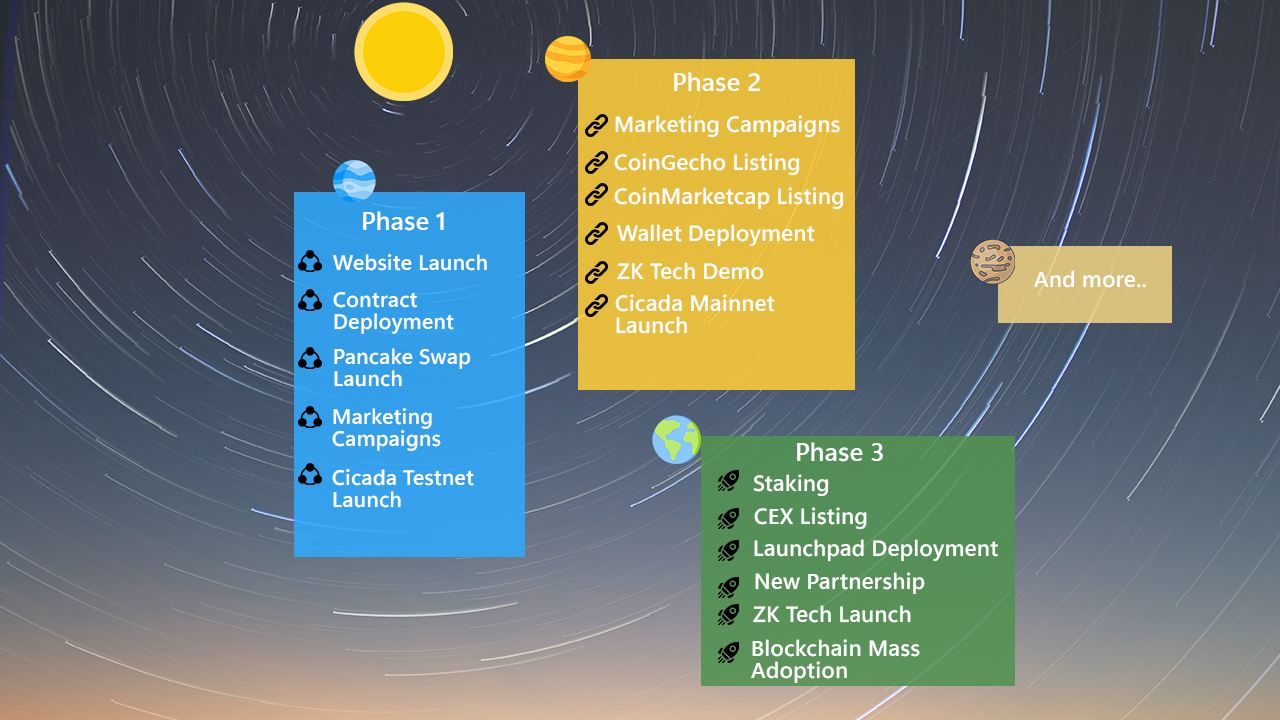 Phase 1
Website Launch
Contract
Deployment
Pancake Swap
Launch
Marketing
Campaigns
Cicada Testnet
Launch
Phase 2
Marketing Campaigns
CoinGecho Listing
CoinMarketcap Listing
Wallet Deployment
ZK Tech Demo
Cicada Mainnet
Launch
Phase 3
Staking
CEX Listing
Launchpad Deployment
New Partnership
ZK Tech Launch
Blockchain Mass
Adoption
And more..